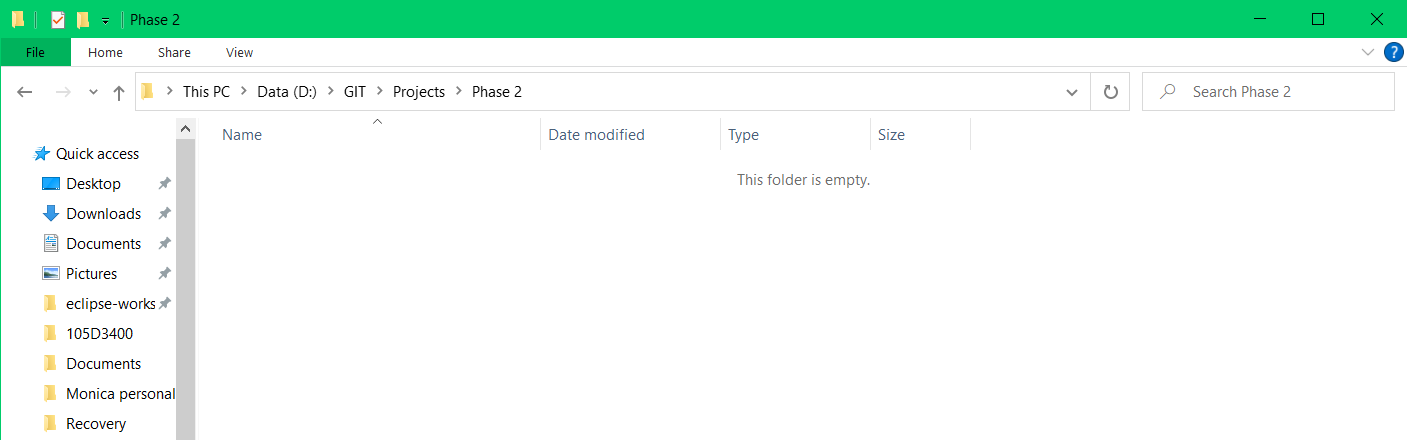 Phase 2
File Home Share View
This PC Data (D:) GIT Projects Phase 2
Search Phase 2
Name Date modified Type Size
This folder is empty.
Quick access
Desktop
Downloads
Documents
Pictures
eclipse-works
105D3400
Documents
Monica personal
Recovery